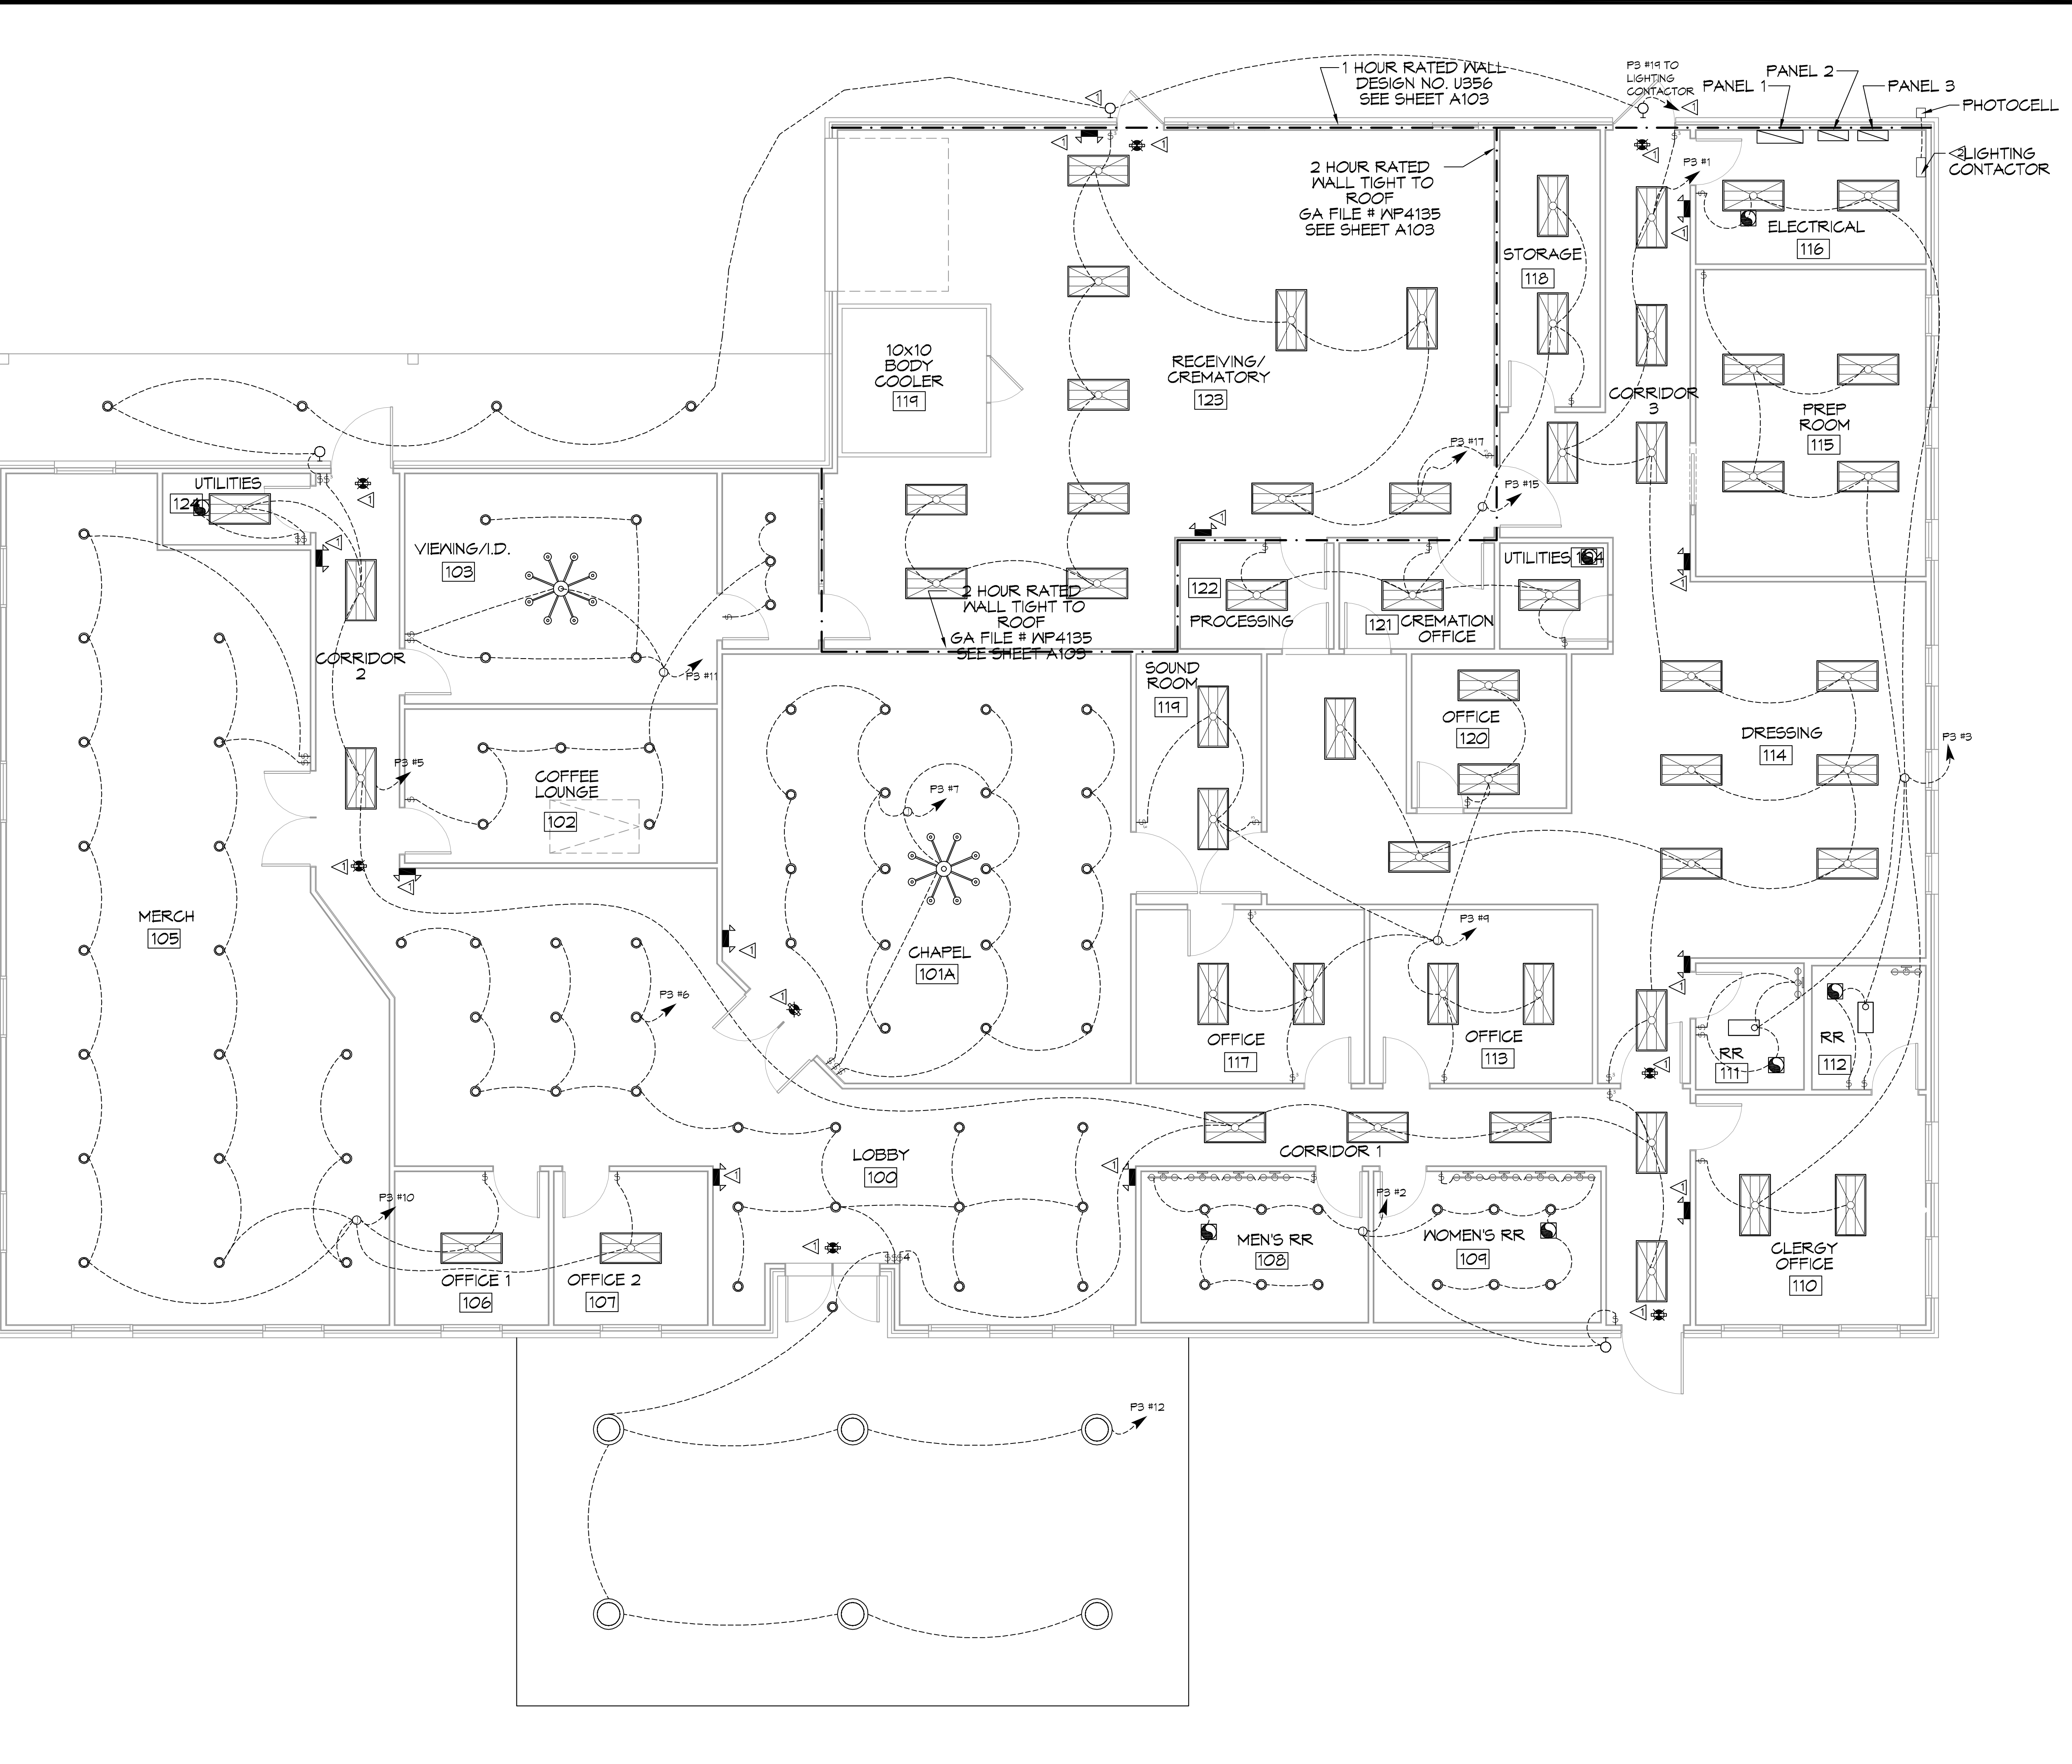 1 HOUR RATED WALL
DESIGN NO. U356
SEE SHEET A103
P3 #19 TO
LIGHTING
CONTACTOR
PANEL 1
PANEL 2
PANEL 3
PHOTOCELL
LIGHTING
CONTACTOR
2 HOUR RATED
WALL TIGHT TO
ROOF
GA FILE # WP4135
SEE SHEET A103
P3 #1
ELECTRICAL
116
STORAGE
118
10x10
BODY
COOLER
119
RECEIVING/
CREMATORY
123
CORRIDOR
3
PREP
ROOM
115
P3 #17
P3 #15
UTILITIES
124
VIEWING/I.D.
103
UTILITIES
122
PROCESSING
121
CREMATION
OFFICE
2 HOUR RATED
WALL TIGHT TO
ROOF
GA FILE # WP4135
SEE SHEET A103
CORRIDOR
2
P3 #11
SOUND
ROOM
119
OFFICE
120
DRESSING
114
P3 #3
P3 #5
COFFEE
LOUNGE
102
P3 #7
MERCH
105
CHAPEL
101A
P3 #9
P3 #6
OFFICE
117
OFFICE
113
RR
111
RR
112
LOBBY
100
CORRIDOR 1
P3 #10
P3 #2
MEN'S RR
108
WOMEN'S RR
109
CLERGY
OFFICE
110
OFFICE 1
106
OFFICE 2
107
P3 #12